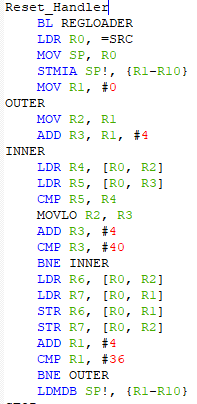 Reset_Handler
BL REGLOADER
LDR R0, =SRC
MOV SP, R0
STMIA SP!, {R1-R10}
MOV R1, #0
OUTER
MOV R2, R1
ADD R3, R1, #4
INNER
LDR R4, [R0, R2]
LDR R5, [R0, R3]
CMP R5, R4
MOVLO R2, R3
ADD R3, #4
CMP R3, #40
BNE INNER
LDR R6, [R0, R2]
LDR R7, [R0, R1]
STR R6, [R0, R1]
STR R7, [R0, R2]
ADD R1, #4
CMP R1, #36
BNE OUTER
LDMDB SP!, {R1-R10}